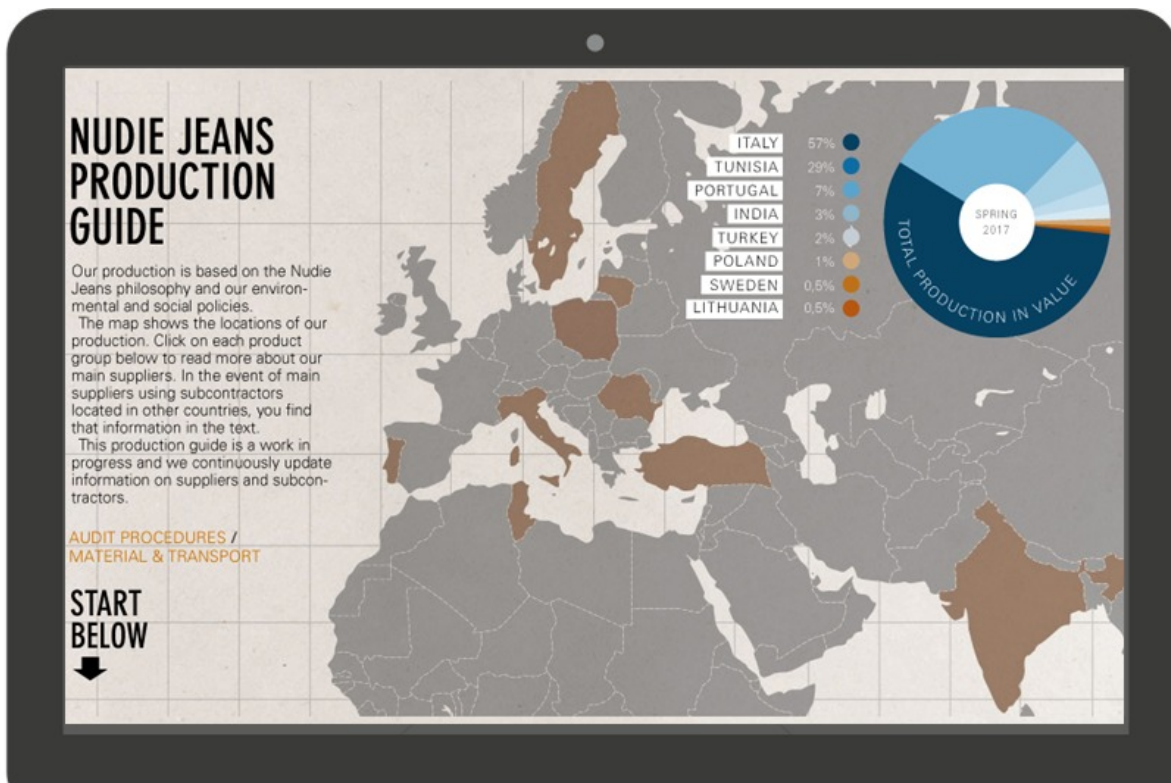 NUDIE JEANS
PRODUCTION
GUIDE
Our production is based on the Nudie
Jeans philosophy and our environ-
mental and social policies.
The map shows the locations of our
production. Click on each product
group below to read more about our
main suppliers. In the event of main
suppliers using subcontractors
located in other countries, you find
that information in the text.
This production guide is a work in
progress and we continuously update
information on suppliers and subcon-
tractors.
AUDIT PROCEDURES /
MATERIAL & TRANSPORT
START
BELOW
ITALY 57%
TUNISIA 29%
PORTUGAL 7%
INDIA 3%
TURKEY 2%
POLAND 1%
SWEDEN 0,5%
LITHUANIA 0,5%
SPRING
2017
TOTAL PRODUCTION IN VALUE